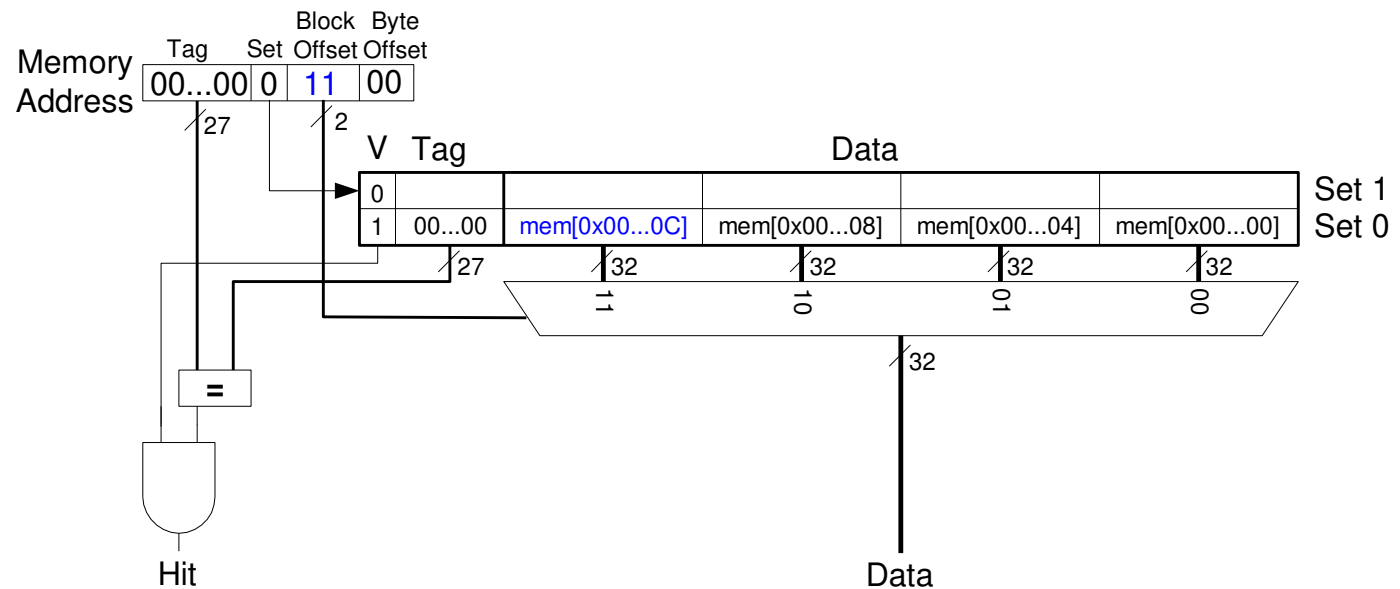 Block Byte
Tag Set Offset Offset
Memory Address
00...00 0 11 00
27 2
V Tag Data
0 Set 1
1 00...00 mem[0x00...0C] mem[0x00...08] mem[0x00...04] mem[0x00...00] Set 0
27 32 32 32 32
11 10 01 00
32
=
Hit Data